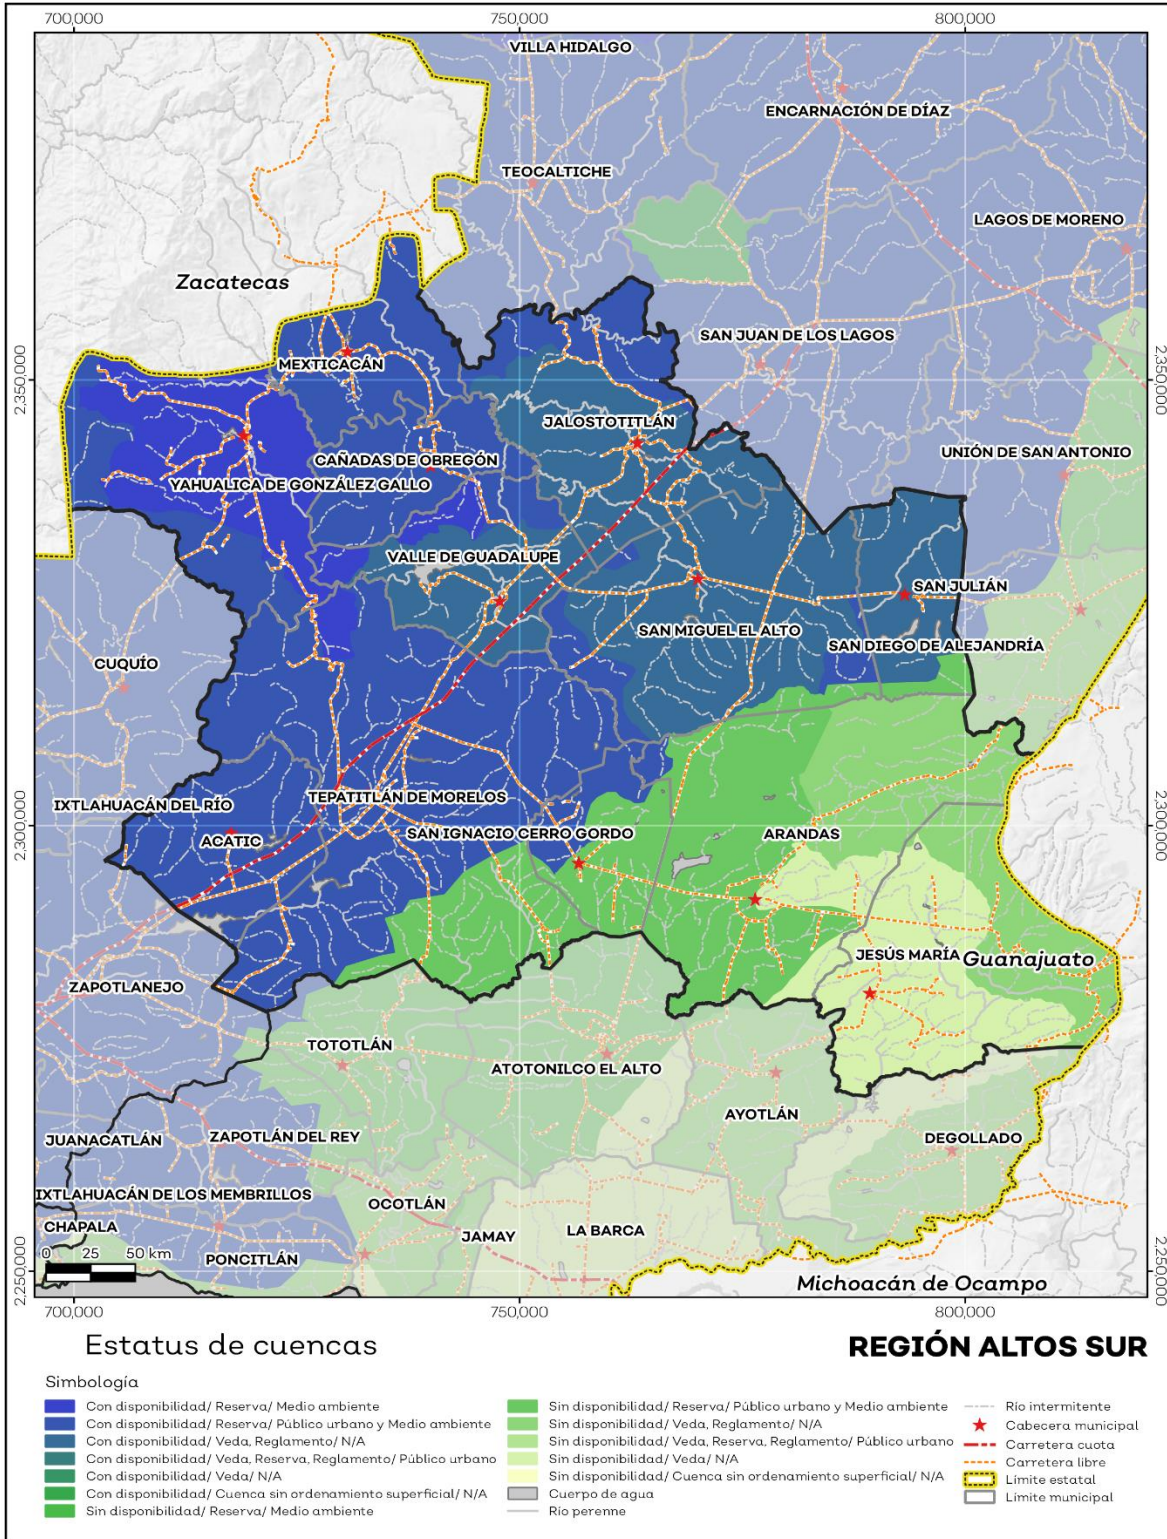 700,000
750,000
800,000
VILLA HIDALGO
ENCARNACIÓN DE DÍAZ
TEOCALTICHE
LAGOS DE MORENO
Zacatecas
SAN JUAN DE LOS LAGOS
MEXTICACÁN
2,350,000
2,350,000
JALOSTOTITLÁN
CAÑADAS DE OBREGÓN
UNIÓN DE SAN ANTONIO
YAHUALICA DE GONZÁLEZ GALLO
VALLE DE GUADALUPE
SAN JULIÁN
SAN MIGUEL EL ALTO
SAN DIEGO DE ALEJANDRÍA
CUQUÍO
TEPATITLÁN DE MORELOS
IXTLAHUACÁN DEL RÍO
2,300,000
2,300,000
ACATIC
SAN IGNACIO CERRO GORDO
ARANDAS
JESÚS MARÍA
Guanajuato
ZAPOTLANEJO
TOTOTLÁN
ATOTONILCO EL ALTO
AYOTLÁN
JUANACATLÁN
ZAPOTLÁN DEL REY
DEGOLLADO
IXTLAHUACÁN DE LOS MEMBRILLOS
OCOTLÁN
CHAPALA
JAMAY
LA BARCA
PONCITLÁN
0 25 50 km
2,250,000
2,250,000
Michoacán de Ocampo
700,000
750,000
800,000
Estatus de cuencas
REGIÓN ALTOS SUR
Simbología
Con disponibilidad/ Reserva/ Medio ambiente
Con disponibilidad/ Reserva/ Público urbano y Medio ambiente
Con disponibilidad/ Veda, Reglamento/ N/A
Con disponibilidad/ Veda, Reserva, Reglamento/ Público urbano
Con disponibilidad/ Veda/ N/A
Con disponibilidad/ Cuenca sin ordenamiento superficial/ N/A
Sin disponibilidad/ Reserva/ Medio ambiente
Sin disponibilidad/ Reserva/ Público urbano y Medio ambiente
Sin disponibilidad/ Veda, Reglamento/ N/A
Sin disponibilidad/ Veda, Reserva, Reglamento/ Público urbano
Sin disponibilidad/ Veda/ N/A
Sin disponibilidad/ Cuenca sin ordenamiento superficial/ N/A
Cuerpo de agua
Río perenne
Río intermitente
Cabecera municipal
Carretera cuota
Carretera libre
Límite estatal
Límite municipal